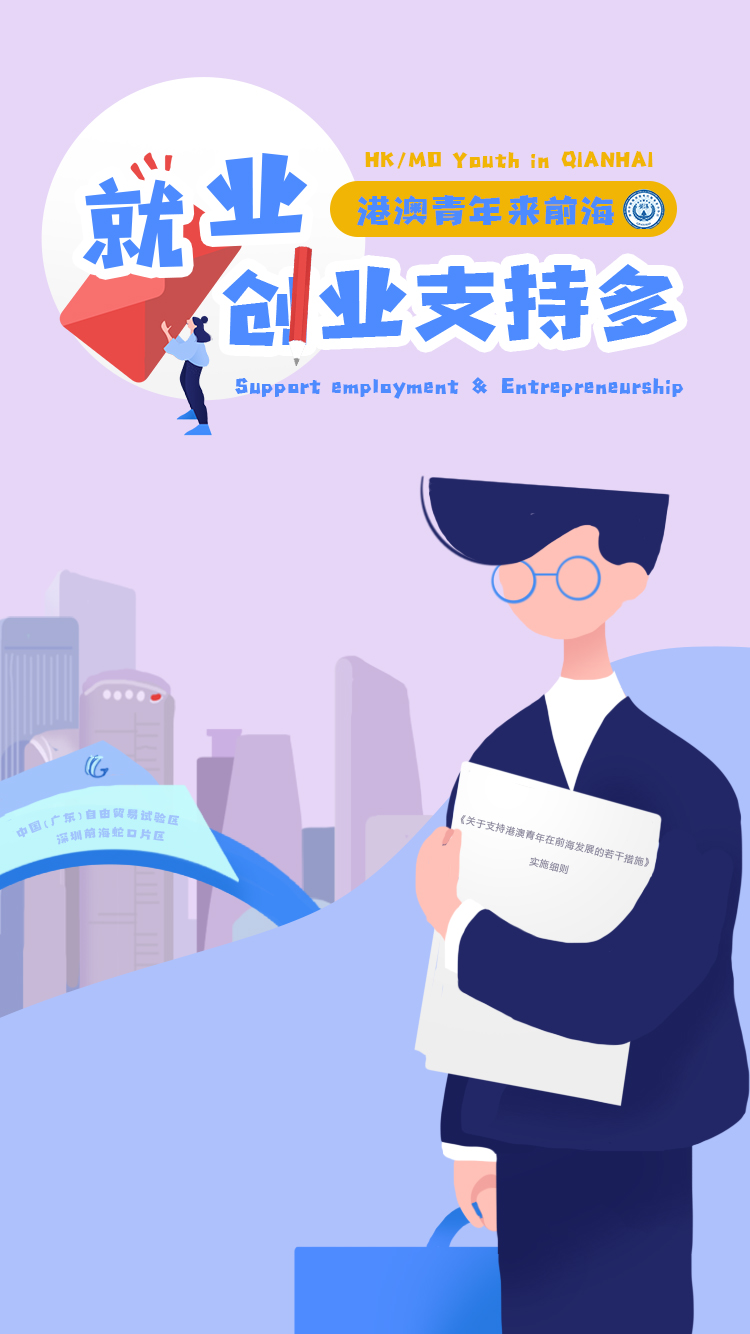 HK/MO Youth in QIANHAI
港澳青年来前海
就业
创业支持多
Support employment & Entrepreneurship
中国(广东)自由贸易试验区
深圳前海蛇口片区
《关于支持港澳青年在前海发展的若干措施》
实施细则